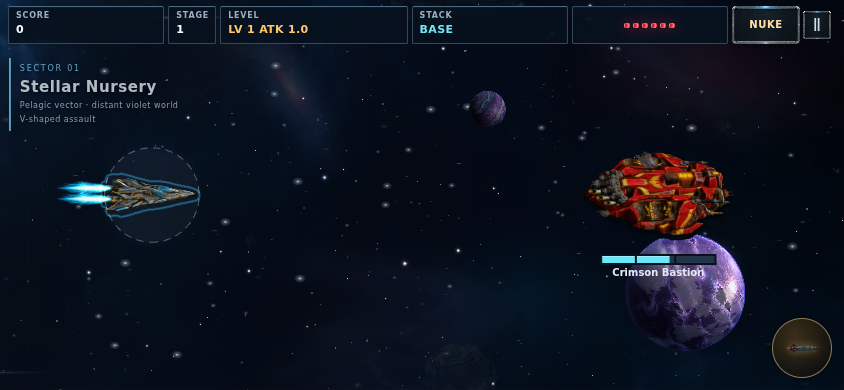 SCORE
0
STAGE
1
LEVEL
LV 1 ATK 1.0
STACK
BASE
NUKE
SECTOR 01
Stellar Nursery
Pelagic vector · distant violet world
V-shaped assault
Crimson Bastion